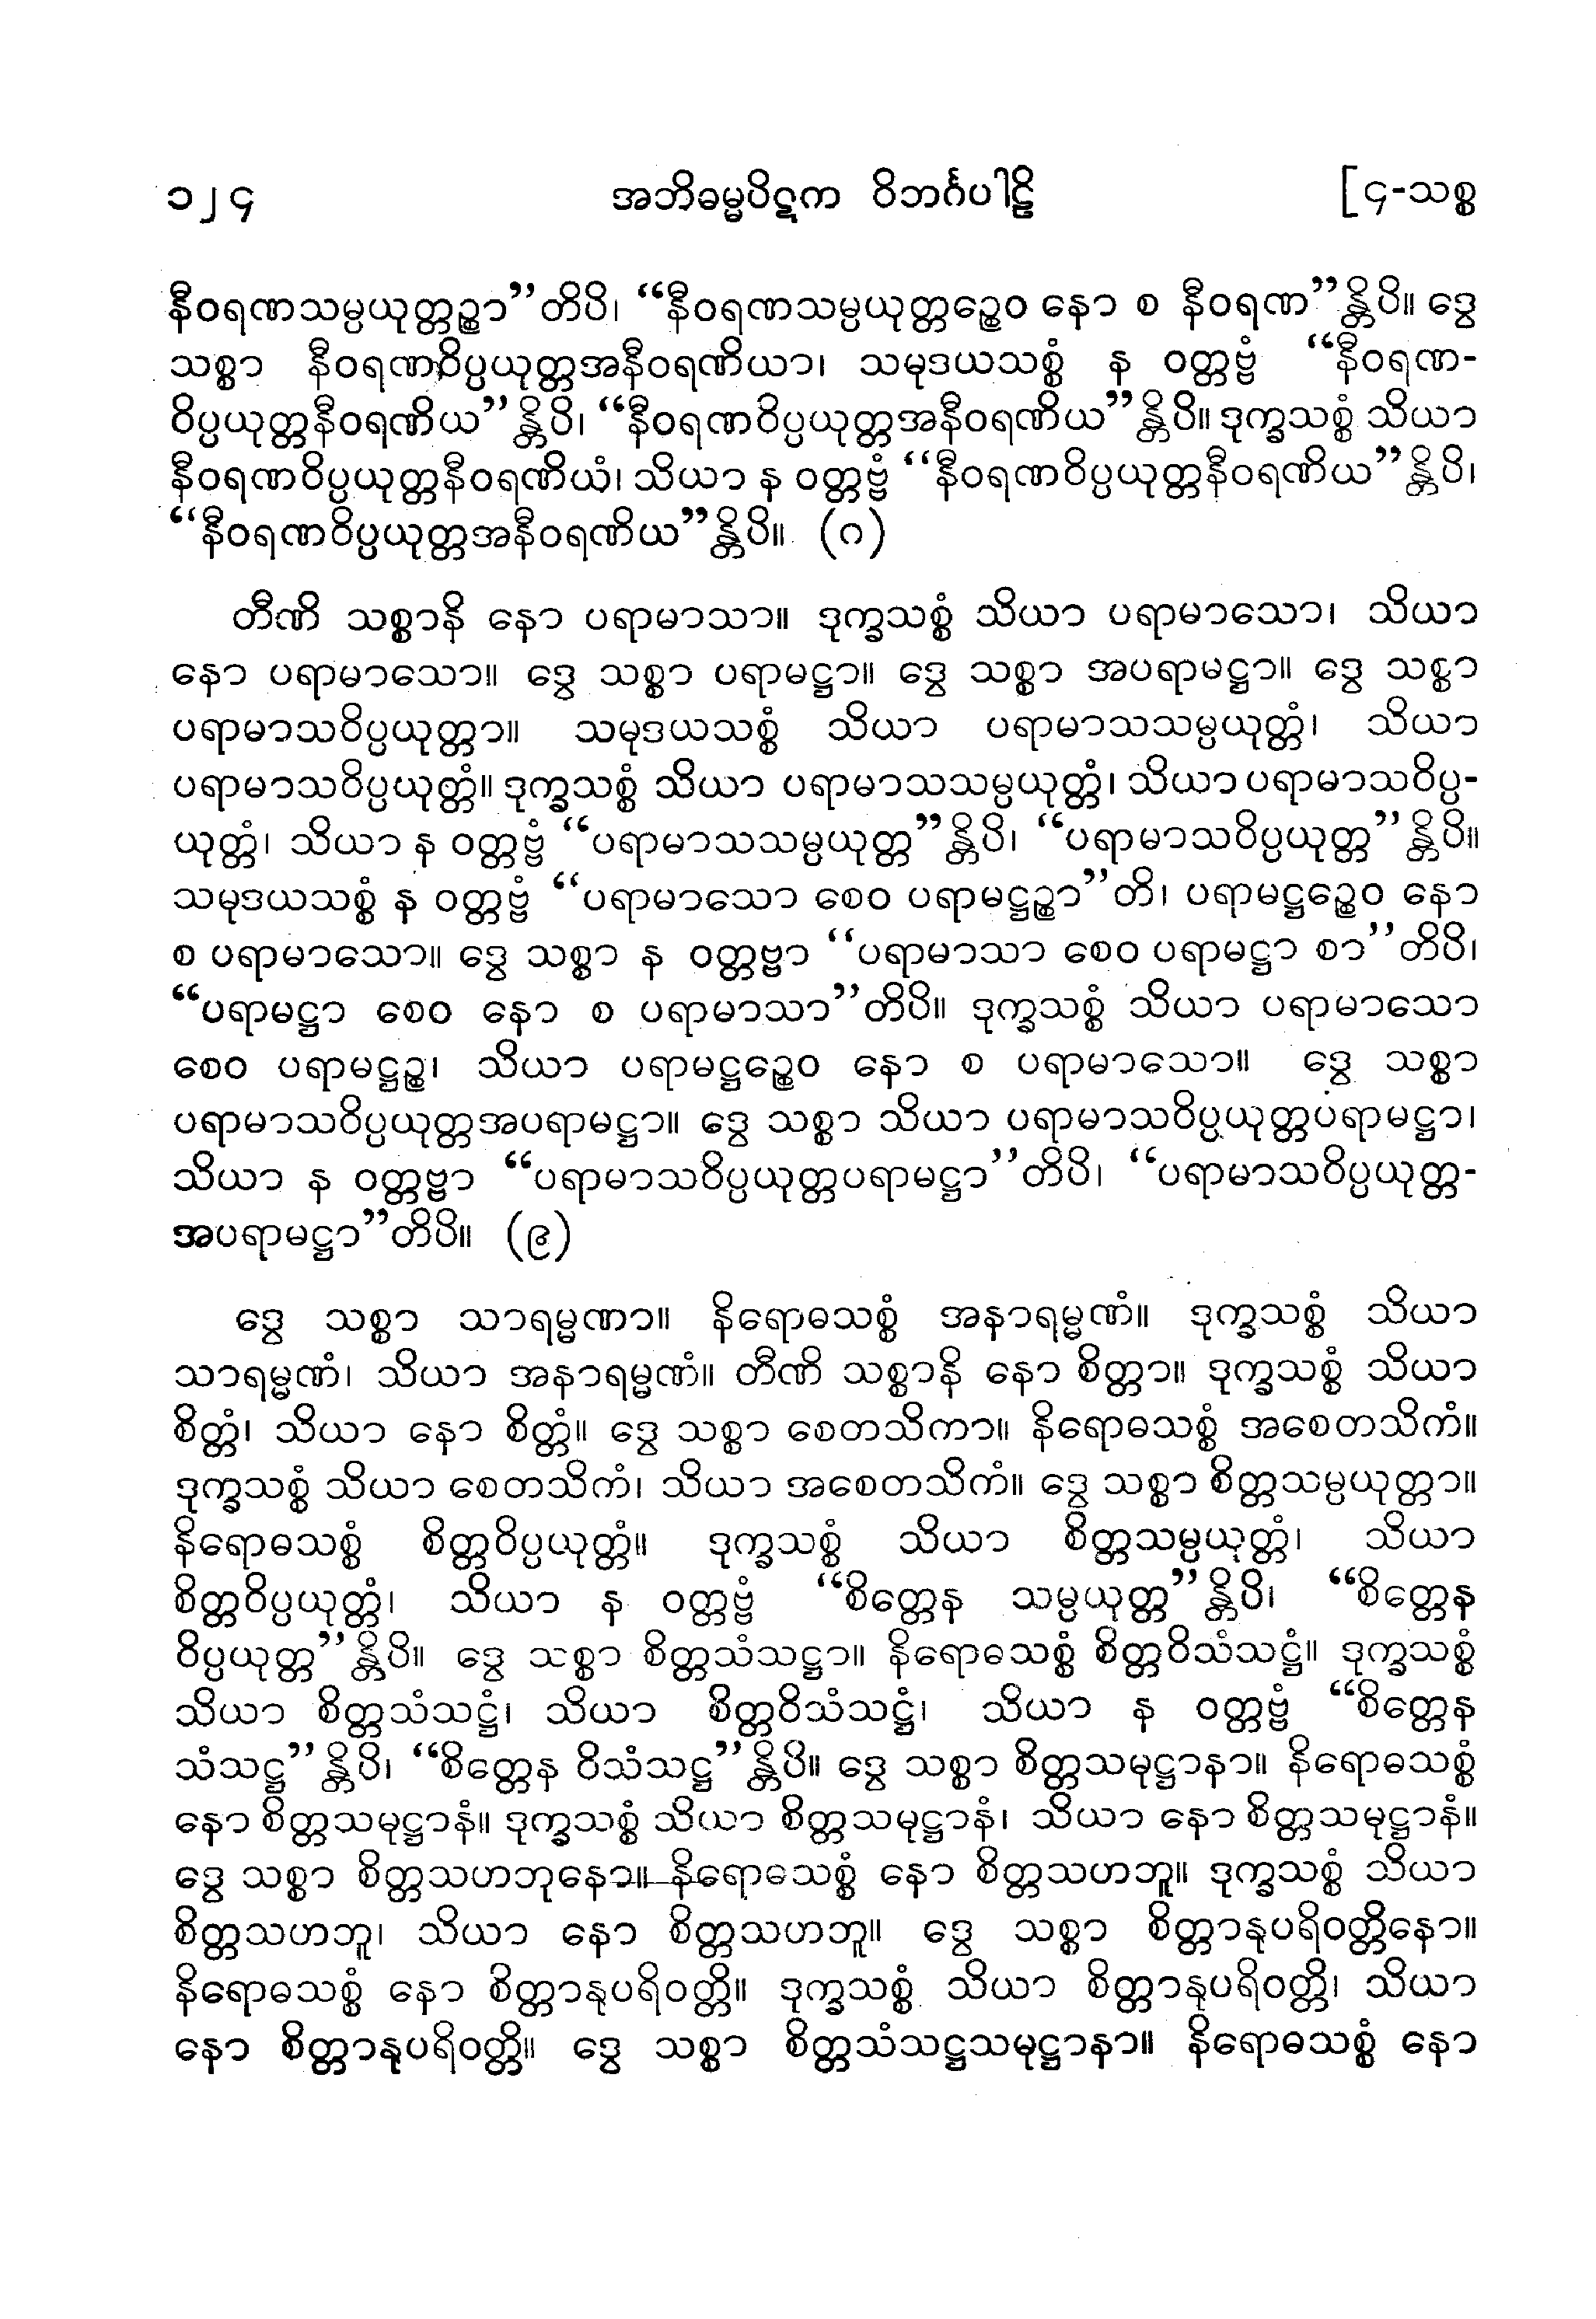 ၁၂၄ အဘိဓမ္မပိဋက ဝိဘင်္ဂပါဠိ [၄-သစ္စ
နီဝရဏသမ္ပယုတ္တဉ္စာ”တိပိ၊ “နီဝရဏသမ္ပယုတ္တဉ္စေဝ နော စ နီဝရဏ”န္တိပိ။ ဒွေ
သစ္စာ နီဝရဏဝိပ္ပယုတ္တအနီဝရဏိယာ၊ သမုဒယသစ္စံ န ဝတ္တဗ္ဗံ “နီဝရဏ-
ဝိပ္ပယုတ္တနီဝရဏိယ”န္တိပိ၊ “နီဝရဏဝိပ္ပယုတ္တအနီဝရဏိယ”န္တိပိ။ ဒုက္ခသစ္စံ သိယာ
နီဝရဏဝိပ္ပယုတ္တနီဝရဏိယံ၊ သိယာ န ဝတ္တဗ္ဗံ “နီဝရဏဝိပ္ပယုတ္တနီဝရဏိယ”န္တိပိ၊
“နီဝရဏဝိပ္ပယုတ္တအနီဝရဏိယ”န္တိပိ။ (ဂ)
တီဏိ သစ္စာနိ နော ပရာမာသာ။ ဒုက္ခသစ္စံ သိယာ ပရာမာသော၊ သိယာ
နော ပရာမာသော။ ဒွေ သစ္စာ ပရာမဋ္ဌာ။ ဒွေ သစ္စာ အပရာမဋ္ဌာ။ ဒွေ သစ္စာ
ပရာမာသဝိပ္ပယုတ္တာ။ သမုဒယသစ္စံ သိယာ ပရာမာသသမ္ပယုတ္တံ၊ သိယာ
ပရာမာသဝိပ္ပယုတ္တံ။ ဒုက္ခသစ္စံ သိယာ ပရာမာသသမ္ပယုတ္တံ၊ သိယာ ပရာမာသဝိပ္ပ-
ယုတ္တံ၊ သိယာ န ဝတ္တဗ္ဗံ “ပရာမာသသမ္ပယုတ္တ”န္တိပိ၊ “ပရာမာသဝိပ္ပယုတ္တ”န္တိပိ။
သမုဒယသစ္စံ န ဝတ္တဗ္ဗံ “ပရာမာသော စေဝ ပရာမဋ္ဌဉ္စာ”တိ၊ ပရာမဋ္ဌဉ္စေဝ နော
စ ပရာမာသော။ ဒွေ သစ္စာ န ဝတ္တဗ္ဗာ “ပရာမာသာ စေဝ ပရာမဋ္ဌာ စာ”တိပိ၊
“ပရာမဋ္ဌာ စေဝ နော စ ပရာမာသာ”တိပိ။ ဒုက္ခသစ္စံ သိယာ ပရာမာသော
စေဝ ပရာမဋ္ဌဉ္စ၊ သိယာ ပရာမဋ္ဌဉ္စေဝ နော စ ပရာမာသော။ ဒွေ သစ္စာ
ပရာမာသဝိပ္ပယုတ္တအပရာမဋ္ဌာ။ ဒွေ သစ္စာ သိယာ ပရာမာသဝိပ္ပယုတ္တပရာမဋ္ဌာ၊
သိယာ န ဝတ္တဗ္ဗာ “ပရာမာသဝိပ္ပယုတ္တပရာမဋ္ဌာ”တိပိ၊ “ပရာမာသဝိပ္ပယုတ္တ-
အပရာမဋ္ဌာ”တိပိ။ (၉)
ဒွေ သစ္စာ သာရမ္မဏာ။ နိရောဓသစ္စံ အနာရမ္မဏံ။ ဒုက္ခသစ္စံ သိယာ
သာရမ္မဏံ၊ သိယာ အနာရမ္မဏံ။ တီဏိ သစ္စာနိ နော စိတ္တာ။ ဒုက္ခသစ္စံ သိယာ
စိတ္တံ၊ သိယာ နော စိတ္တံ။ ဒွေ သစ္စာ စေတသိကာ။ နိရောဓသစ္စံ အစေတသိကံ။
ဒုက္ခသစ္စံ သိယာ စေတသိကံ၊ သိယာ အစေတသိကံ။ ဒွေ သစ္စာ စိတ္တသမ္ပယုတ္တာ။
နိရောဓသစ္စံ စိတ္တဝိပ္ပယုတ္တံ။ ဒုက္ခသစ္စံ သိယာ စိတ္တသမ္ပယုတ္တံ၊ သိယာ
စိတ္တဝိပ္ပယုတ္တံ၊ သိယာ န ဝတ္တဗ္ဗံ “စိတ္တေန သမ္ပယုတ္တ”န္တိပိ၊ “စိတ္တေန
ဝိပ္ပယုတ္တ”န္တိပိ။ ဒွေ သစ္စာ စိတ္တသံသဋ္ဌာ။ နိရောဓသစ္စံ စိတ္တဝိသံသဋ္ဌံ။ ဒုက္ခသစ္စံ
သိယာ စိတ္တသံသဋ္ဌံ၊ သိယာ စိတ္တဝိသံသဋ္ဌံ၊ သိယာ န ဝတ္တဗ္ဗံ “စိတ္တေန
သံသဋ္ဌ”န္တိပိ၊ “စိတ္တေန ဝိသံသဋ္ဌ”န္တိပိ။ ဒွေ သစ္စာ စိတ္တသမုဋ္ဌာနာ။ နိရောဓသစ္စံ
နော စိတ္တသမုဋ္ဌာနံ။ ဒုက္ခသစ္စံ သိယာ စိတ္တသမုဋ္ဌာနံ၊ သိယာ နော စိတ္တသမုဋ္ဌာနံ။
ဒွေ သစ္စာ စိတ္တသဟဘုနော။ နိရောဓသစ္စံ နော စိတ္တသဟဘူ။ ဒုက္ခသစ္စံ သိယာ
စိတ္တသဟဘူ၊ သိယာ နော စိတ္တသဟဘူ။ ဒွေ သစ္စာ စိတ္တာနုပရိဝတ္တိနော။
နိရောဓသစ္စံ နော စိတ္တာနုပရိဝတ္တိ။ ဒုက္ခသစ္စံ သိယာ စိတ္တာနုပရိဝတ္တိ၊ သိယာ
နော စိတ္တာနုပရိဝတ္တိ။ ဒွေ သစ္စာ စိတ္တသံသဋ္ဌသမုဋ္ဌာနာ။ နိရောဓသစ္စံ နော